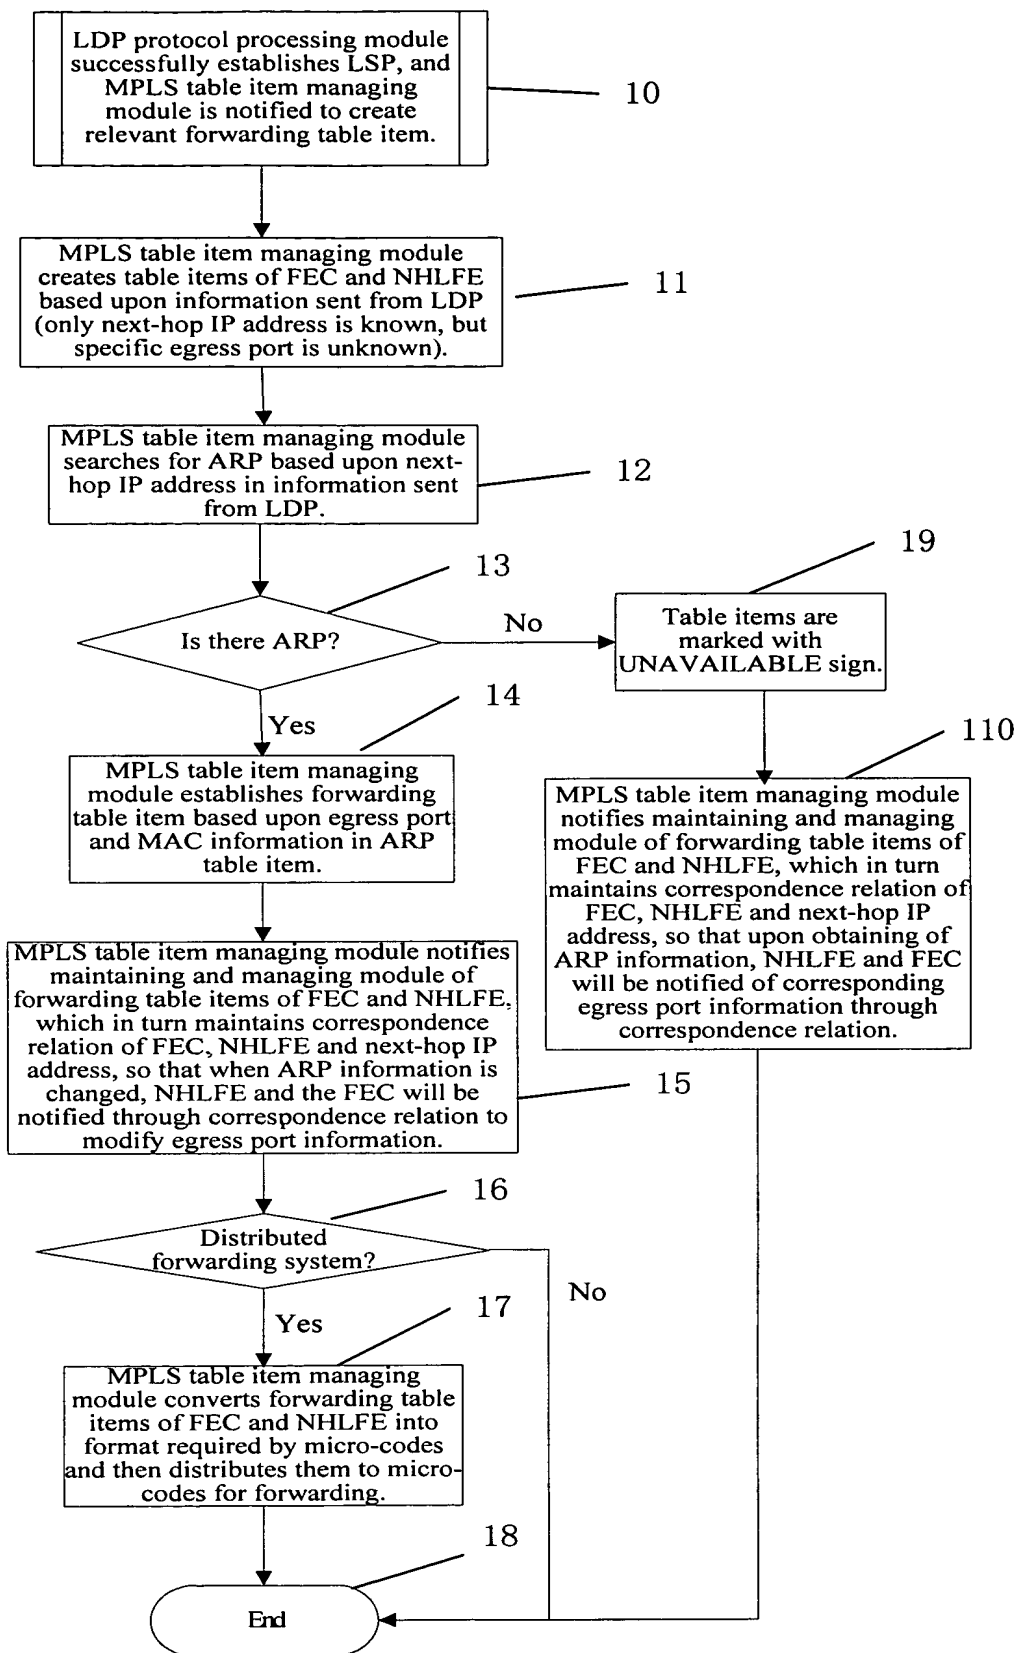 LDP protocol processing module
successfully establishes LSP, and
MPLS table item managing
module is notified to create
relevant forwarding table item.
10
MPLS table item managing module
creates table items of FEC and NHLFE
based upon information sent from LDP
(only next-hop IP address is known, but
specific egress port is unknown).
11
MPLS table item managing module
searches for ARP based upon next-
hop IP address in information sent
from LDP.
12
13
Is there ARP?
No
19
Table items are
marked with
UNAVAILABLE sign.
Yes
14
MPLS table item managing
module establishes forwarding
table item based upon egress port
and MAC information in ARP
table item.
110
MPLS table item managing module
notifies maintaining and managing
module of forwarding table items of
FEC and NHLFE, which in turn
maintains correspondence relation of
FEC, NHLFE and next-hop IP
address, so that upon obtaining of
ARP information, NHLFE and FEC
will be notified of corresponding
egress port information through
correspondence relation.
MPLS table item managing module notifies
maintaining and managing module of
forwarding table items of FEC and NHLFE,
which in turn maintains correspondence
relation of FEC, NHLFE and next-hop IP
address, so that when ARP information is
changed, NHLFE and the FEC will be
notified through correspondence relation to
modify egress port information.
15
16
Distributed
forwarding system?
No
Yes
17
MPLS table item managing
module converts forwarding table
items of FEC and NHLFE into
format required by micro-codes
and then distributes them to micro-
codes for forwarding.
18
End